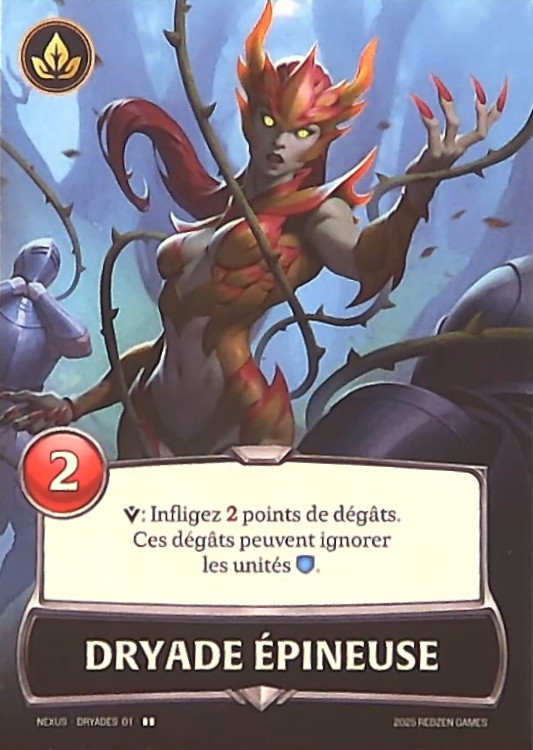 2
: Infligez 2 points de dégâts.
Ces dégâts peuvent ignorer
les unités .
DRYADE ÉPINEUSE
NEXUS · DRYADES 01 ·
2025 REDZEN GAMES